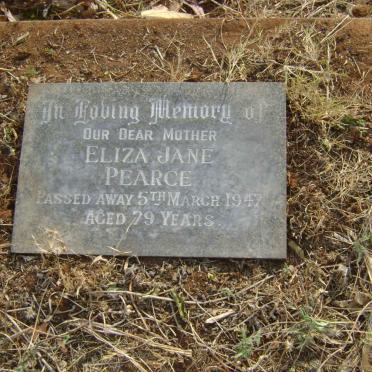 In Loving Memory of
OUR DEAR MOTHER
ELIZA JANE
PEARCE
PASSED AWAY 5TH MARCH 1947
AGED 79 YEARS